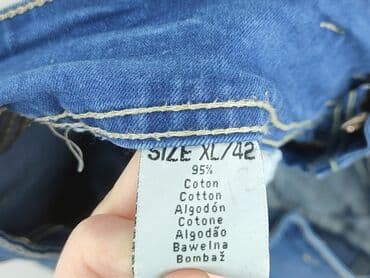 SIZE XL/42
95%
Coton
Cotton
Algodón
Cotone
Algodão
Bawelna
Bombaž